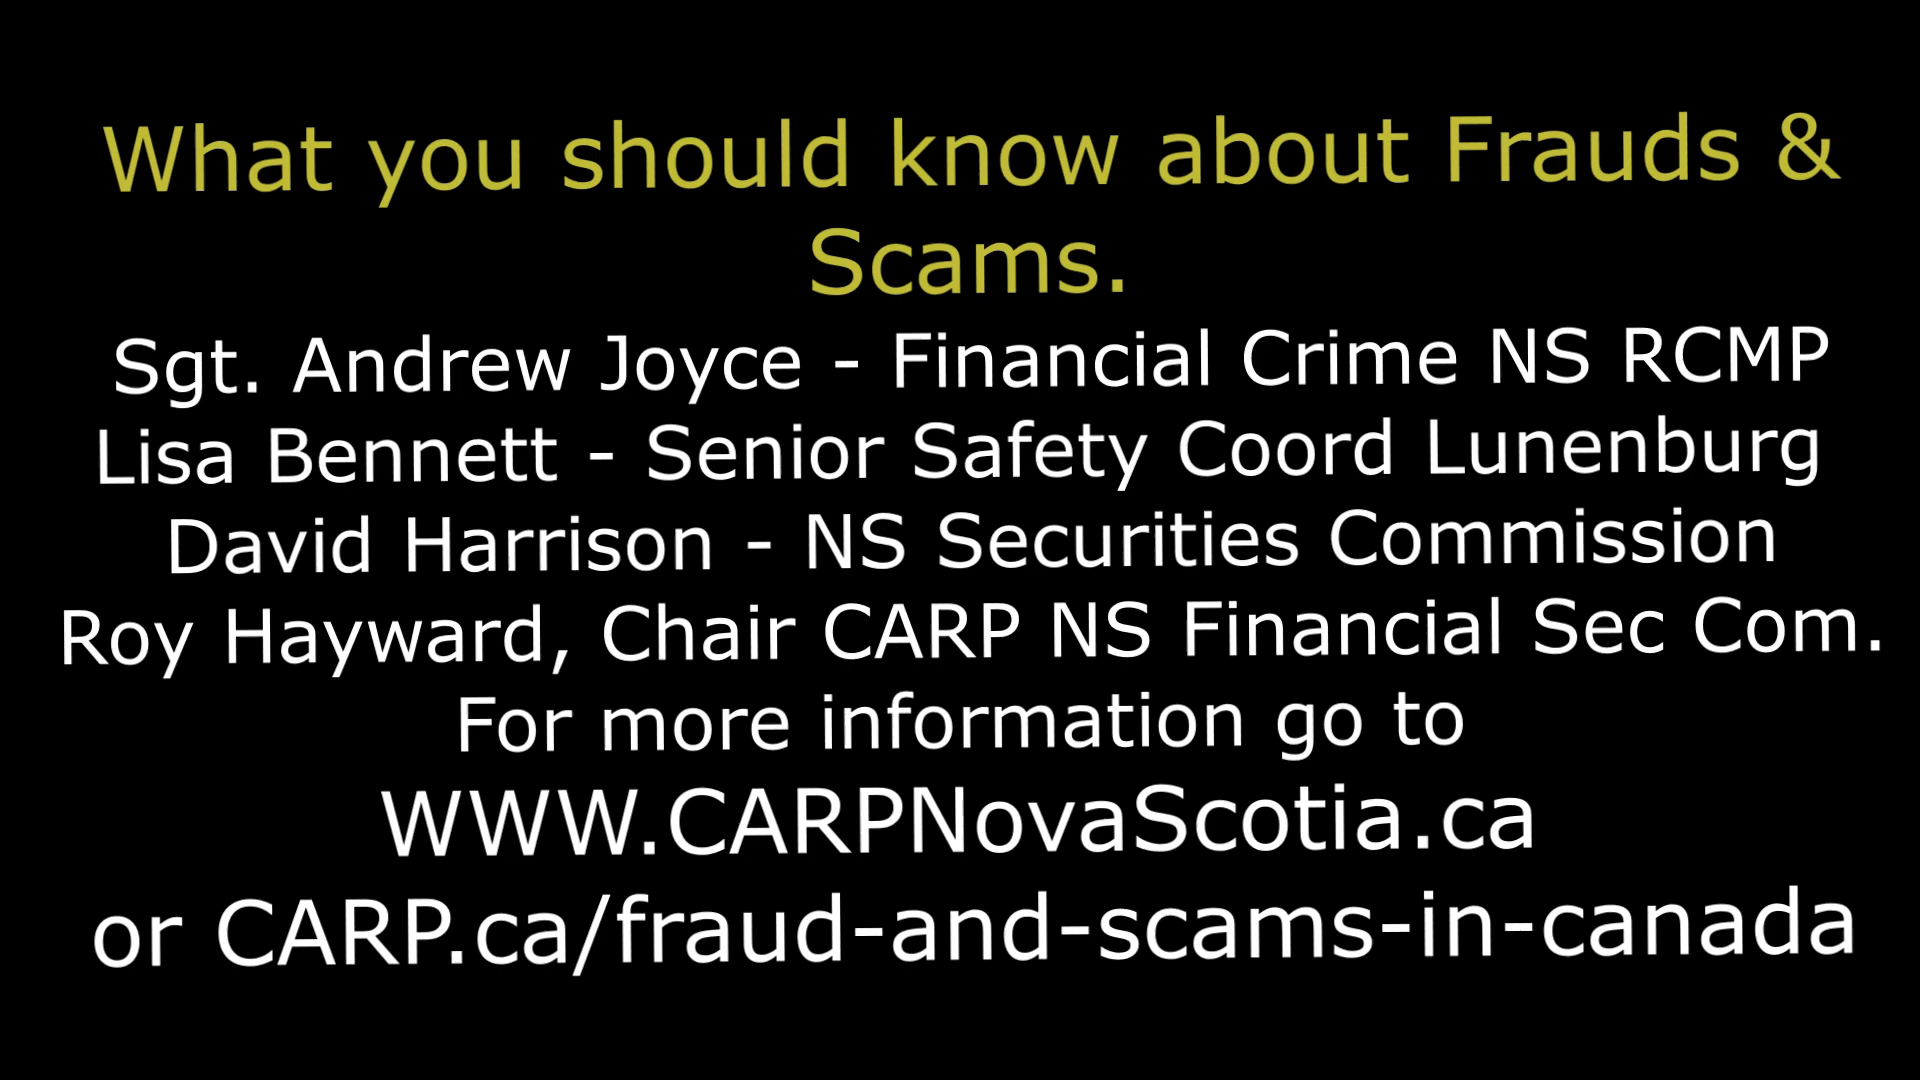 What you should know about Frauds &
Scams.
Sgt. Andrew Joyce - Financial Crime NS RCMP
Lisa Bennett - Senior Safety Coord Lunenburg
David Harrison - NS Securities Commission
Roy Hayward, Chair CARP NS Financial Sec Com.
For more information go to
WWW.CARPNovaScotia.ca
or CARP.ca/fraud-and-scams-in-canada